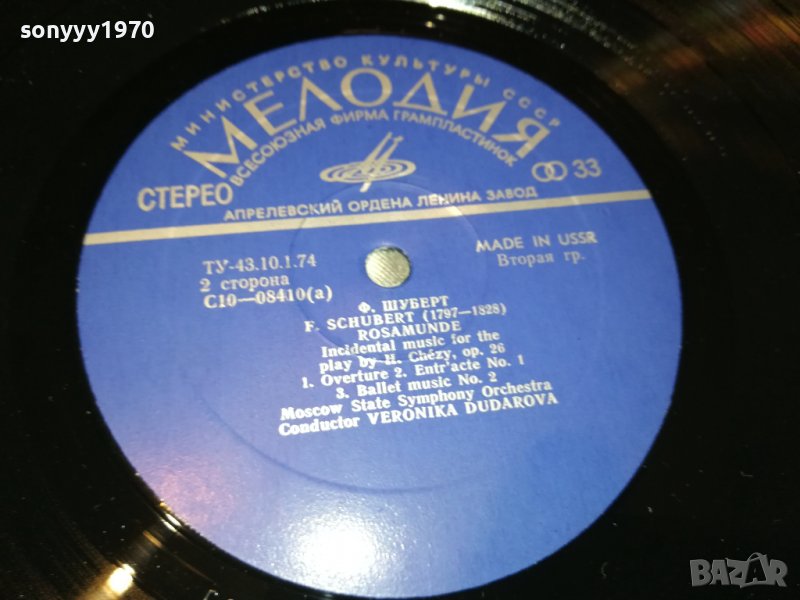 sonyyy1970
МИНИСТЕРСТВО КУЛЬТУРЫ СССР
МЕЛОДИЯ
ВСЕСОЮЗНАЯ ФИРМА ГРАМПЛАСТИНОК
СТЕРЕО
33
АПРЕЛЕВСКИЙ ОРДЕНА ЛЕНИНА ЗАВОД
ТУ-43.10.1.74
MADE IN USSR
2 сторона
Вторая гр.
С10—08410(а)
Ф. ШУБЕРТ
F. SCHUBERT (1797—1828)
ROSAMUNDE
Incidental music for the
play by H. Chézy, op. 26
1. Overture 2. Entr'acte No. 1
3. Ballet music No. 2
Moscow State Symphony Orchestra
Conductor VERONIKA DUDAROVA
BAZAR